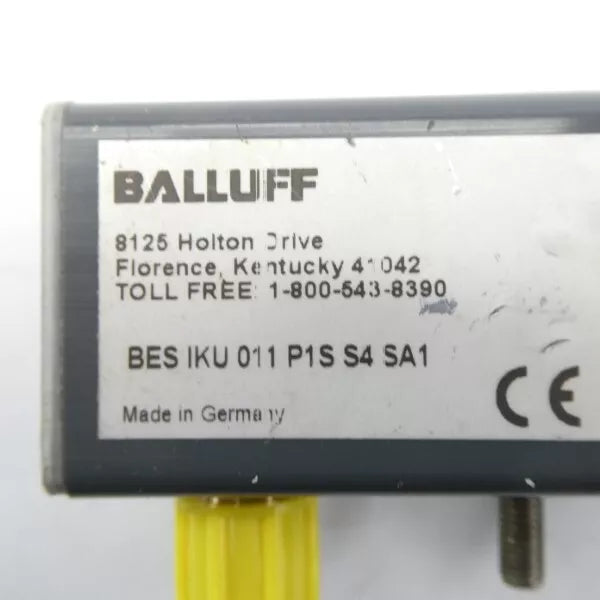 BALLUFF
8125 Holton Drive
Florence, Kentucky 41042
TOLL FREE: 1-800-543-8390
BES IKU 011 P1S S4 SA1
Made in Germany
CE